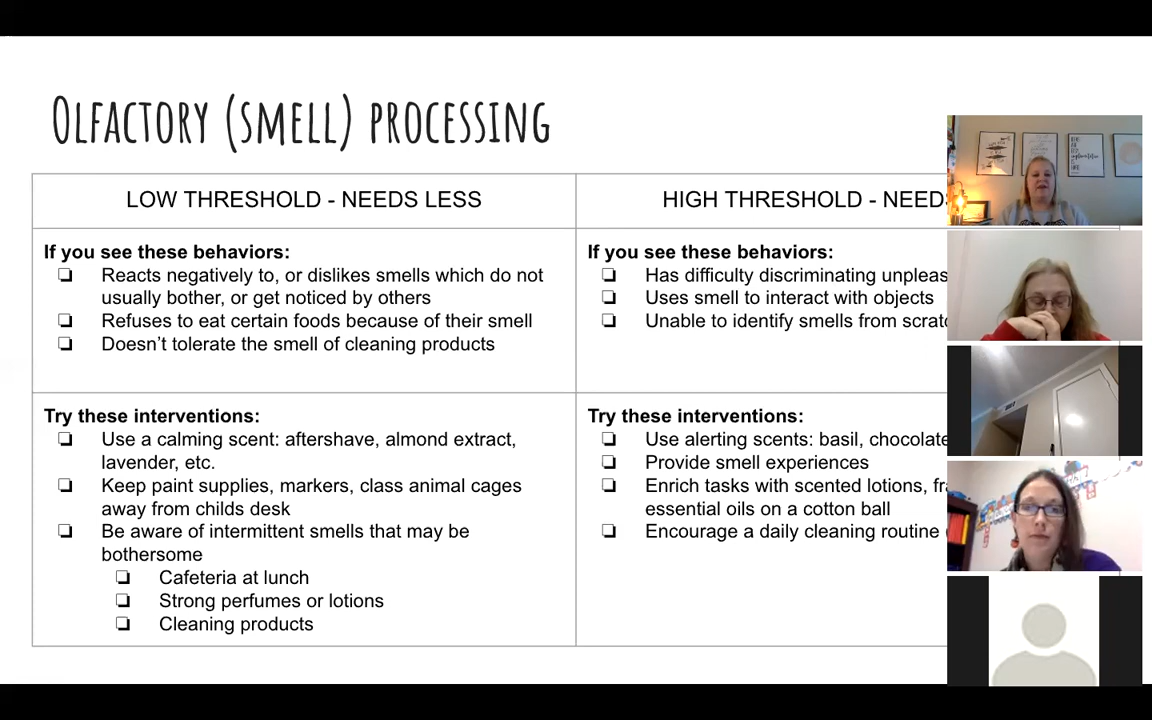 Olfactory (smell) processing
LOW THRESHOLD - NEEDS LESS
If you see these behaviors:
Reacts negatively to, or dislikes smells which do not
usually bother, or get noticed by others
Refuses to eat certain foods because of their smell
Doesn't tolerate the smell of cleaning products
Try these interventions:
Use a calming scent: aftershave, almond extract,
lavender, etc.
Keep paint supplies, markers, class animal cages
away from childs desk
Be aware of intermittent smells that may be
bothersome
Cafeteria at lunch
Strong perfumes or lotions
Cleaning products
HIGH THRESHOLD - NEEDS
If you see these behaviors:
Has difficulty discriminating
Uses smell to interact with objects
Unable to identify smells from
Try these interventions:
Use alerting scents: basil, chocolate
Provide smell experiences
Enrich tasks with scented lotions,
essential oils on a cotton ball
Encourage a daily cleaning routine